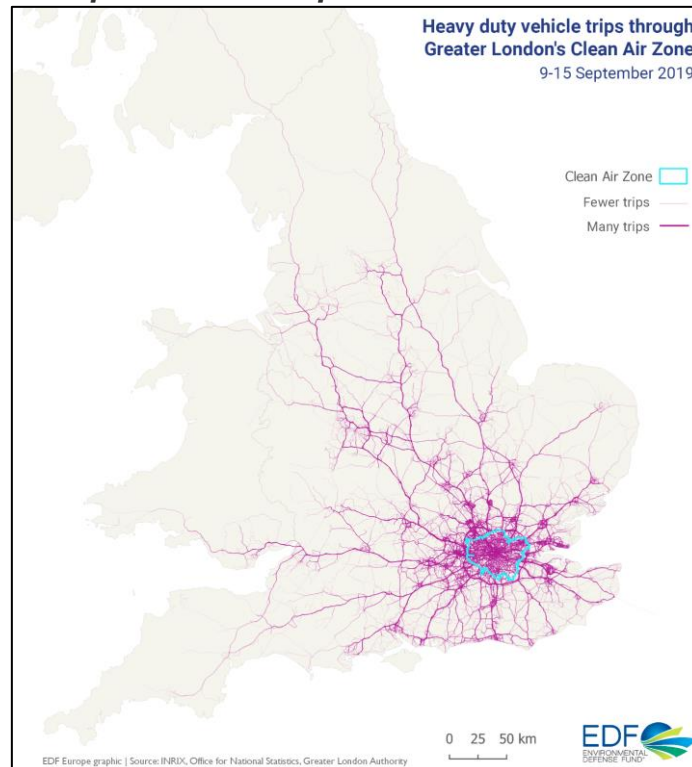 Heavy duty vehicle trips through
Greater London's Clean Air Zone
9-15 September 2019
Clean Air Zone
Fewer trips
Many trips
0 25 50 km
EDF
ENVIRONMENTAL
DEFENSE FUND®
EDF Europe graphic | Source: INRIX, Office for National Statistics, Greater London Authority